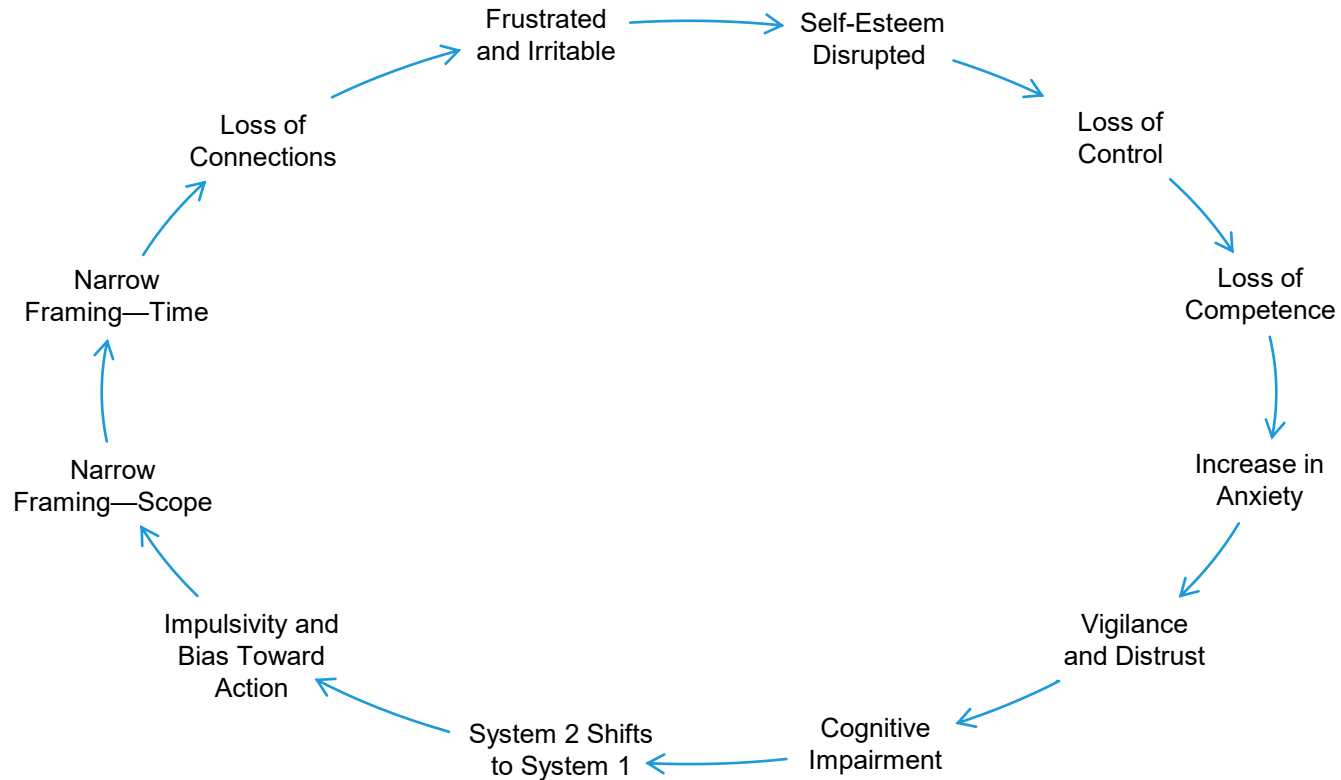 Frustrated
and Irritable
Self-Esteem
Disrupted
Loss of
Control
Loss of
Competence
Increase in
Anxiety
Vigilance
and Distrust
Cognitive
Impairment
System 2 Shifts
to System 1
Impulsivity and
Bias Toward
Action
Narrow
Framing—Scope
Narrow
Framing—Time
Loss of
Connections